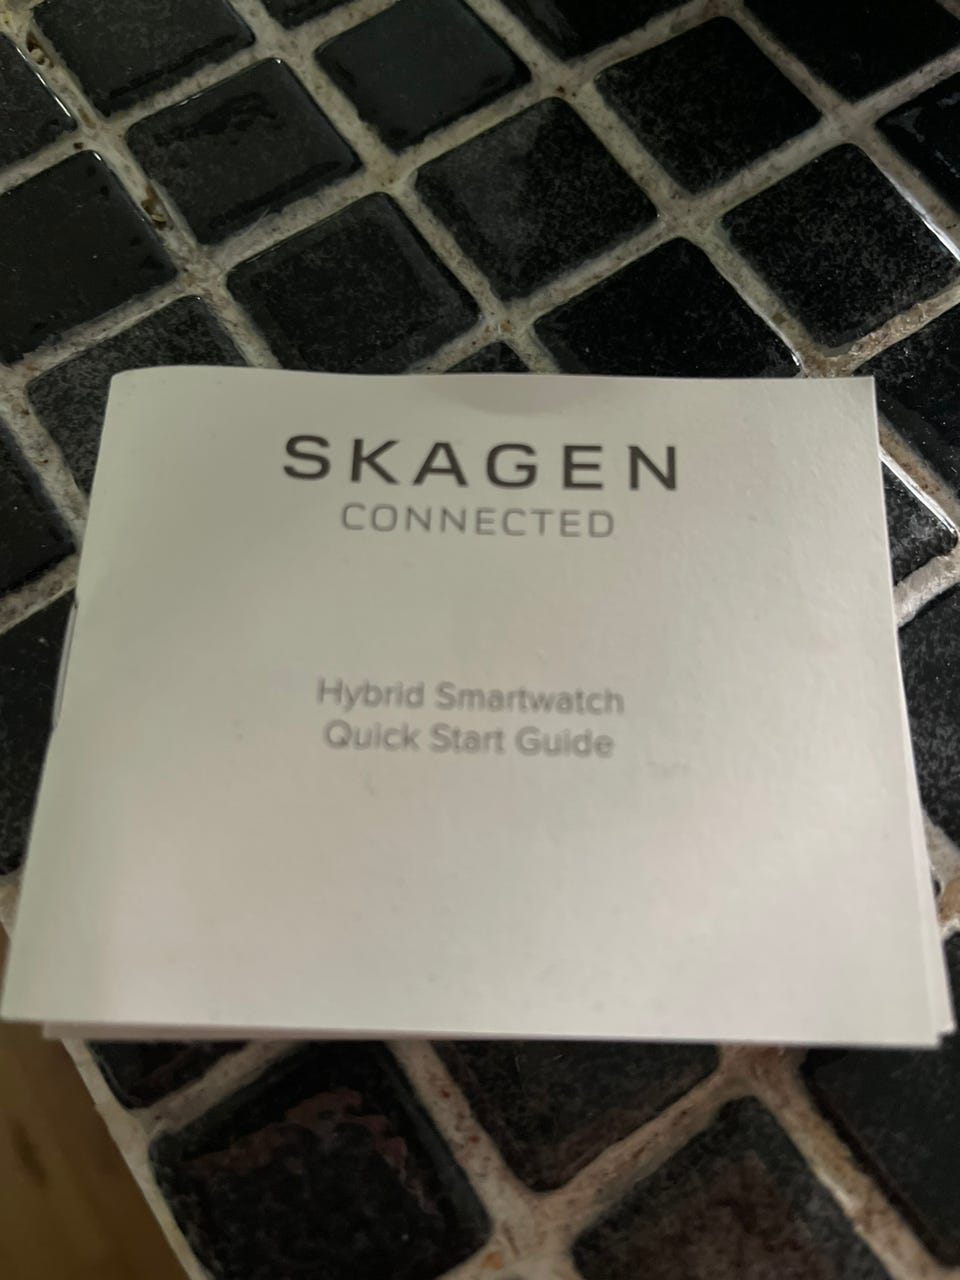 SKAGEN
CONNECTED
Hybrid Smartwatch
Quick Start Guide